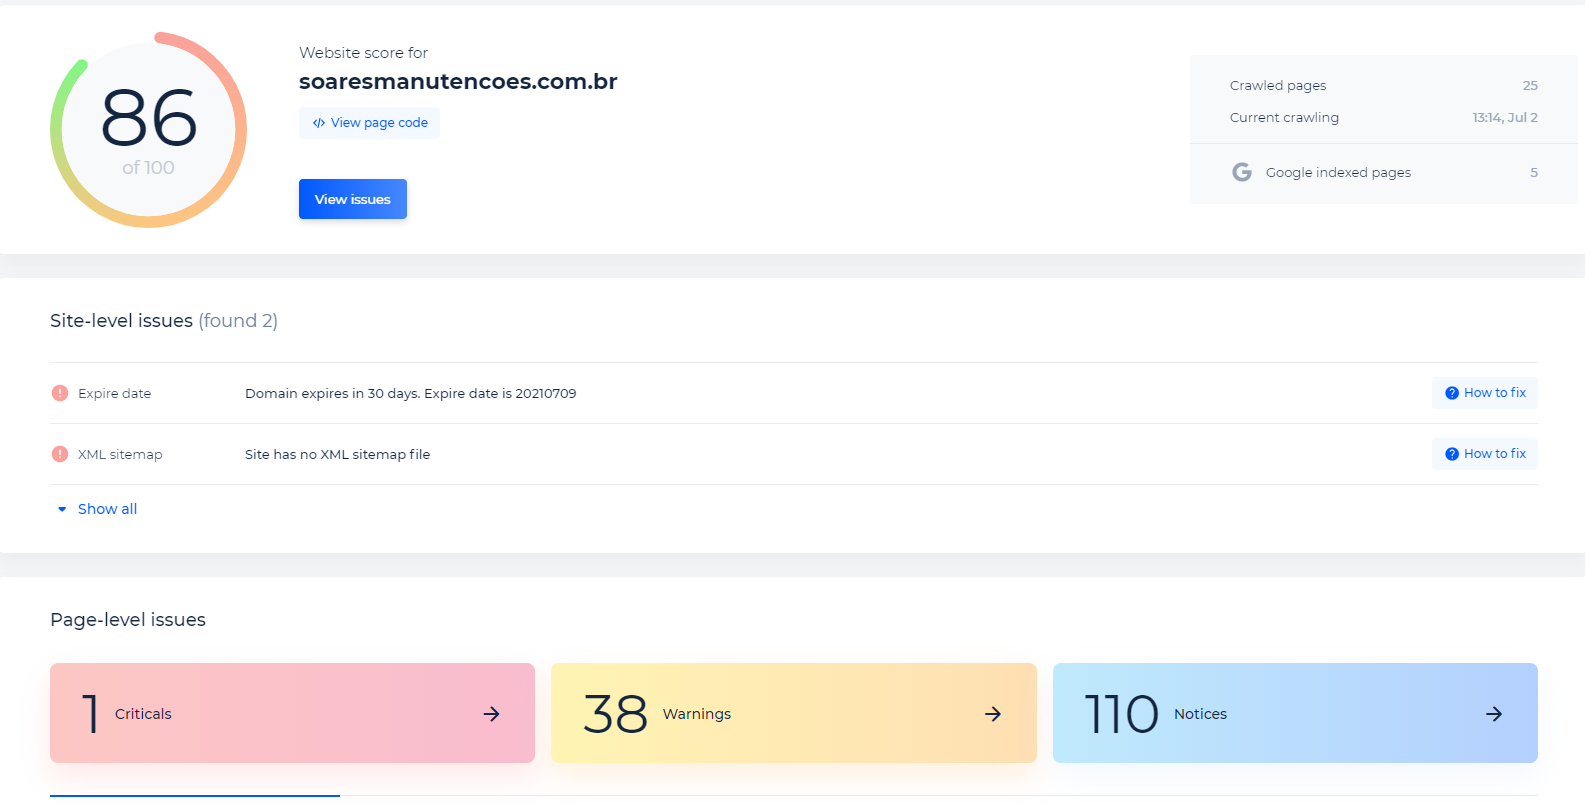 86
of 100
Website score for
soaresmanutencoes.com.br
</> View page code
View issues
Crawled pages 25
Current crawling 13:14, Jul 2
G Google indexed pages 5
Site-level issues (found 2)
! Expire date Domain expires in 30 days. Expire date is 20210709 ? How to fix
! XML sitemap Site has no XML sitemap file ? How to fix
Show all
Page-level issues
1 Criticals
38 Warnings
110 Notices